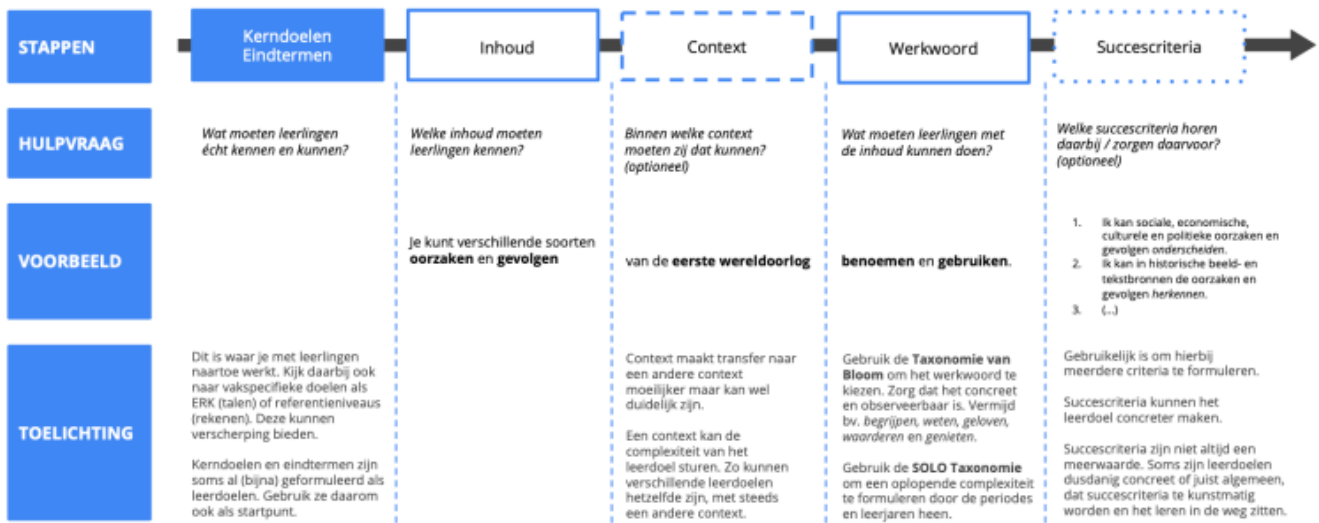 STAPPEN
Kerndoelen
Eindtermen
Inhoud
Context
Werkwoord
Succescriteria
HULPVRAAG
Wat moeten leerlingen
écht kennen en kunnen?
Welke inhoud moeten
leerlingen kennen?
Binnen welke context
moeten zij dat kunnen?
(optioneel)
Wat moeten leerlingen met
de inhoud kunnen doen?
Welke succescriteria horen
daarbij / zorgen daarvoor?
(optioneel)
VOORBEELD
Je kunt verschillende soorten
oorzaken en gevolgen
van de eerste wereldoorlog
benoemen en gebruiken.
1. Ik kan sociale, economische,
culturele en politieke oorzaken en
gevolgen onderscheiden.
2. Ik kan in historische beeld- en
tekstbronnen de oorzaken en
gevolgen herkennen.
3. (...)
TOELICHTING
Dit is waar je met leerlingen
naartoe werkt. Kijk daarbij ook
naar vakspecifieke doelen als
ERK (talen) of referentieniveaus
(rekenen). Deze kunnen
verscherping bieden.
Kerndoelen en eindtermen zijn
soms al (bijna) geformuleerd als
leerdoelen. Gebruik ze daarom
ook als startpunt.
Context maakt transfer naar
een andere context
moeilijker maar kan wel
duidelijk zijn.
Een context kan de
complexiteit van het
leerdoel sturen. Zo kunnen
verschillende leerdoelen
hetzelfde zijn, met steeds
een andere context.
Gebruik de Taxonomie van
Bloom om het werkwoord te
kiezen. Zorg dat het concreet
en observeerbaar is. Vermijd
bv. begrijpen, weten, geloven,
waarderen en genieten.
Gebruik de SOLO Taxonomie
om een oplopende complexiteit
te formuleren door de periodes
en leerjaren heen.
Gebruikelijk is om hierbij
meerdere criteria te formuleren.
Succescriteria kunnen het
leerdoel concreter maken.
Succescriteria zijn niet altijd een
meerwaarde. Soms zijn leerdoelen
dusdanig concreet of juist algemeen,
dat succescriteria te kunstmatig
worden en het leren in de weg zitten.